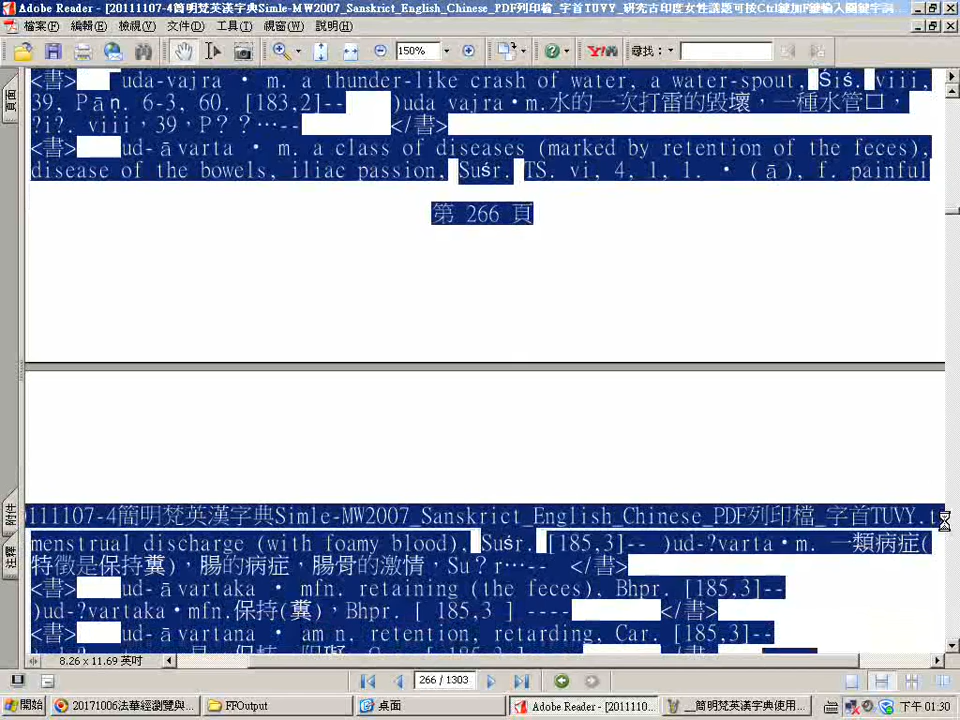 Adobe Reader - [20111107-4簡明梵英漢字典Simle-MW2007_Sanskrict_English_Chinese_PDF列印檔_字首TUVY_研究古印度女性議題可按Ctrl鍵加F鍵輸入關鍵字詞
檔案(F) 編輯(E) 檢視(V) 文件(D) 工具(T) 視窗(W) 說明(H)
150% Y! 尋找:
頁面
<書> uda-vajra • m. a thunder-like crash of water, a water-spout, Śiś. viii,
39, Pāṇ. 6-3, 60. [183,2]-- )uda vajra•m.水的一次打雷的毀壞，一種水管口，
?i?. viii，39，P？？…-- </書>
<書> ud-āvarta • m. a class of diseases (marked by retention of the feces),
disease of the bowels, iliac passion, Suśr. TS. vi, 4, 1, 1. • (ā), f. painful
第 266 頁
111107-4簡明梵英漢字典Simle-MW2007_Sanskrict_English_Chinese_PDF列印檔_字首TUVY.t
附件
menstrual discharge (with foamy blood), Suśr. [185,3]-- )ud-?varta•m. 一類病症(
特徵是保持糞)，腸的病症，腸骨的激情，Su？r…-- </書>
注釋
<書> ud-āvartaka • mfn. retaining (the feces), Bhpr. [185,3]--
)ud-?vartaka•mfn.保持(糞)，Bhpr. [ 185,3 ] ---- </書>
<書> ud-āvartana • am n. retention, retarding, Car. [185,3]--
8.26 x 11.69 英吋
266 / 1303
開始 20171006法華經瀏覽與... FFOutput 桌面 Adobe Reader - [2011110... __簡明梵英字典使用... 下午 01:30